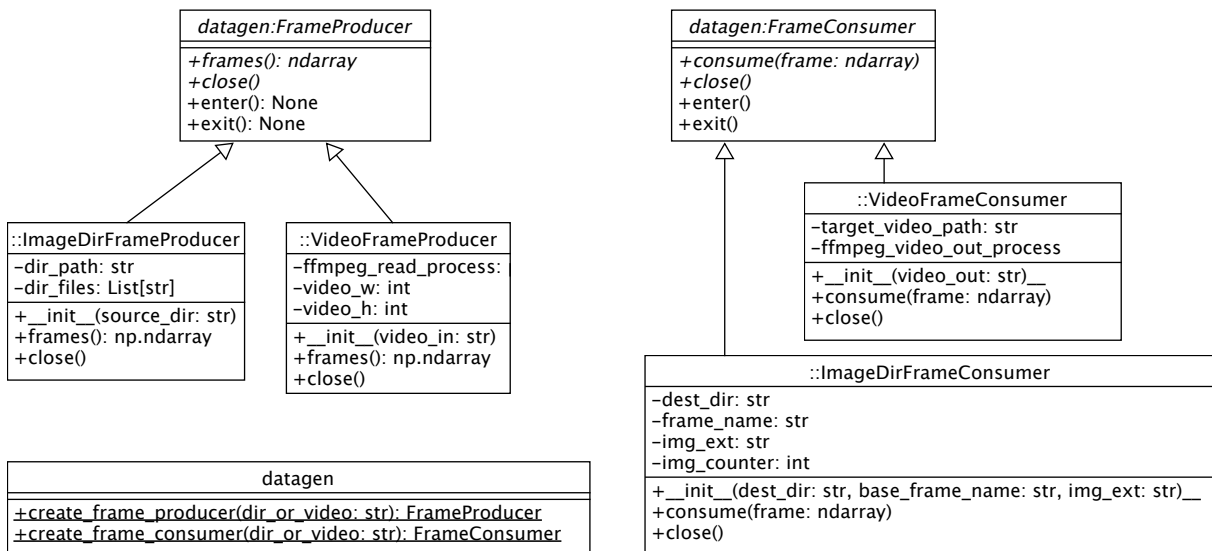 datagen:FrameProducer
+frames(): ndarray
+close()
+enter(): None
+exit(): None
datagen:FrameConsumer
+consume(frame: ndarray)
+close()
+enter()
+exit()
::ImageDirFrameProducer
-dir_path: str
-dir_files: List[str]
+__init__(source_dir: str)
+frames(): np.ndarray
+close()
::VideoFrameProducer
-ffmpeg_read_process:
-video_w: int
-video_h: int
+__init__(video_in: str)
+frames(): np.ndarray
+close()
::VideoFrameConsumer
-target_video_path: str
-ffmpeg_video_out_process
+__init__(video_out: str)__
+consume(frame: ndarray)
+close()
::ImageDirFrameConsumer
-dest_dir: str
-frame_name: str
-img_ext: str
-img_counter: int
+__init__(dest_dir: str, base_frame_name: str, img_ext: str)__
+consume(frame: ndarray)
+close()
datagen
+create_frame_producer(dir_or_video: str): FrameProducer
+create_frame_consumer(dir_or_video: str): FrameConsumer